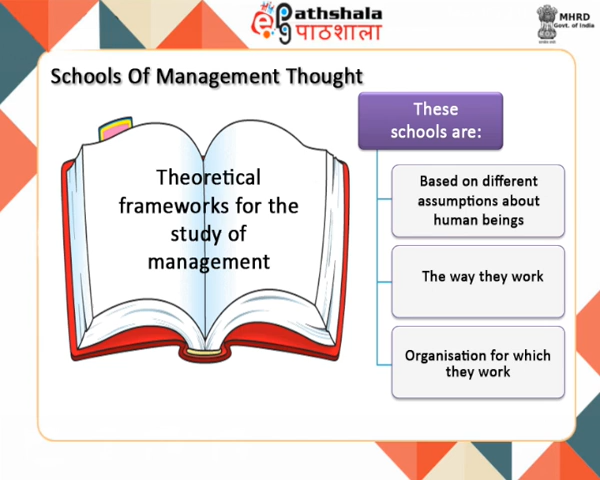 Pathshala
पाठशाला
MHRD
Govt. of India
Schools Of Management Thought
Theoretical
frameworks for the
study of
management
These
schools are:
Based on different
assumptions about
human beings
The way they work
Organisation for which
they work